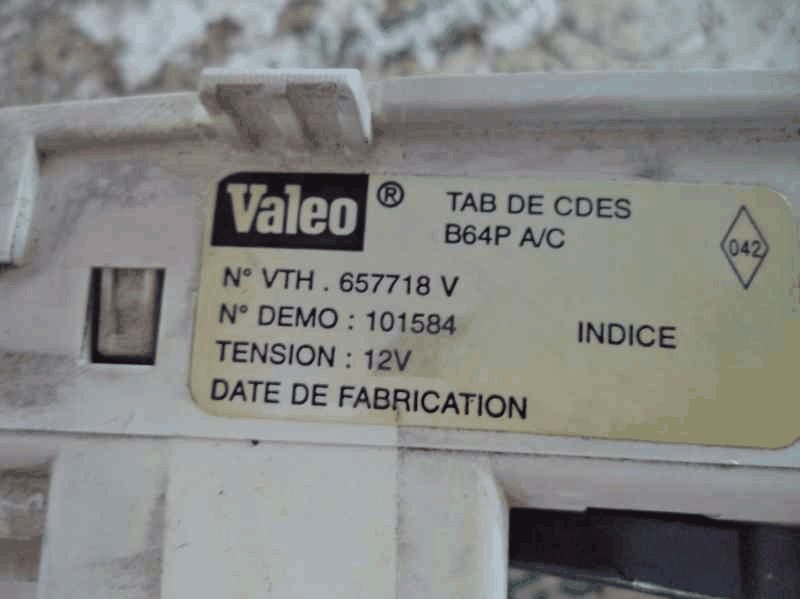 Valeo® TAB DE CDES
B64P A/C
042
N° VTH . 657718 V
N° DEMO : 101584 INDICE
TENSION : 12V
DATE DE FABRICATION